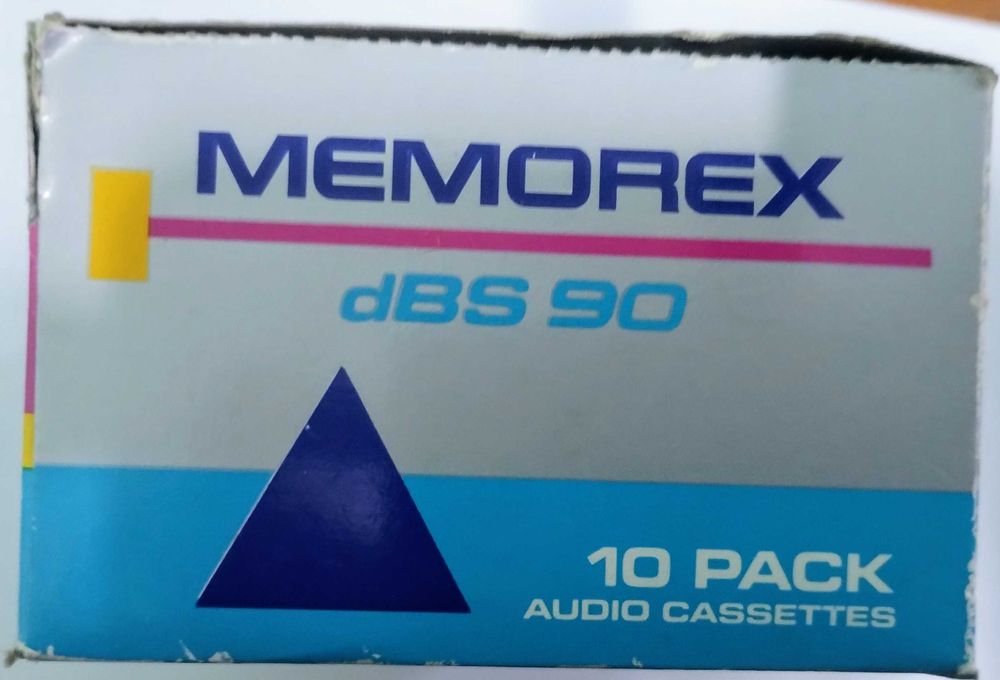 MEMOREX
dBS 90
10 PACK
AUDIO CASSETTES